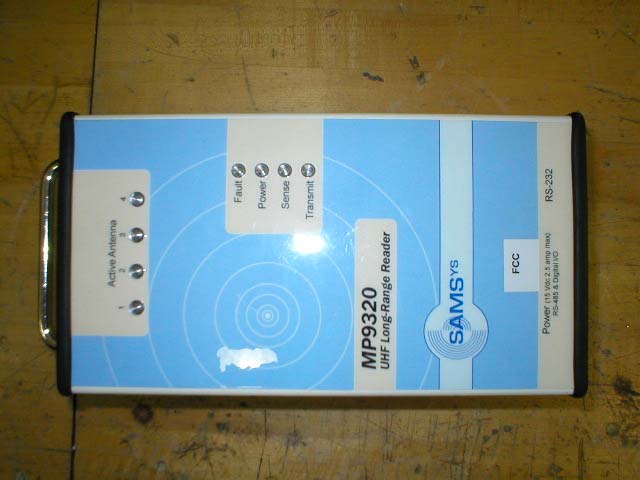 Active Antenna
1 2 3 4
Fault
Power
Sense
Transmit
MP9320
UHF Long-Range Reader
SAMSYS
FCC
Power (15 Vdc 2.5 amp max)
RS-485 & Digital I/O
RS-232